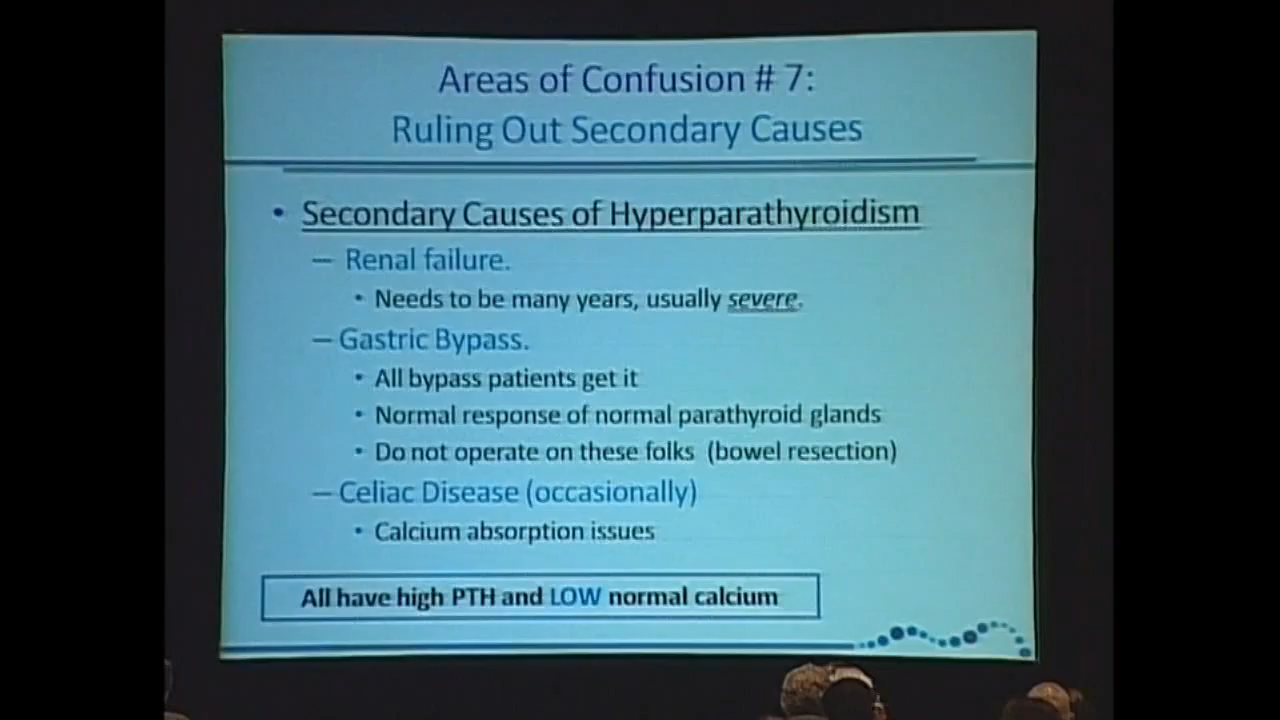 Areas of Confusion # 7:
Ruling Out Secondary Causes
• Secondary Causes of Hyperparathyroidism
– Renal failure.
• Needs to be many years, usually severe.
– Gastric Bypass.
• All bypass patients get it
• Normal response of normal parathyroid glands
• Do not operate on these folks (bowel resection)
– Celiac Disease (occasionally)
• Calcium absorption issues
All have high PTH and LOW normal calcium